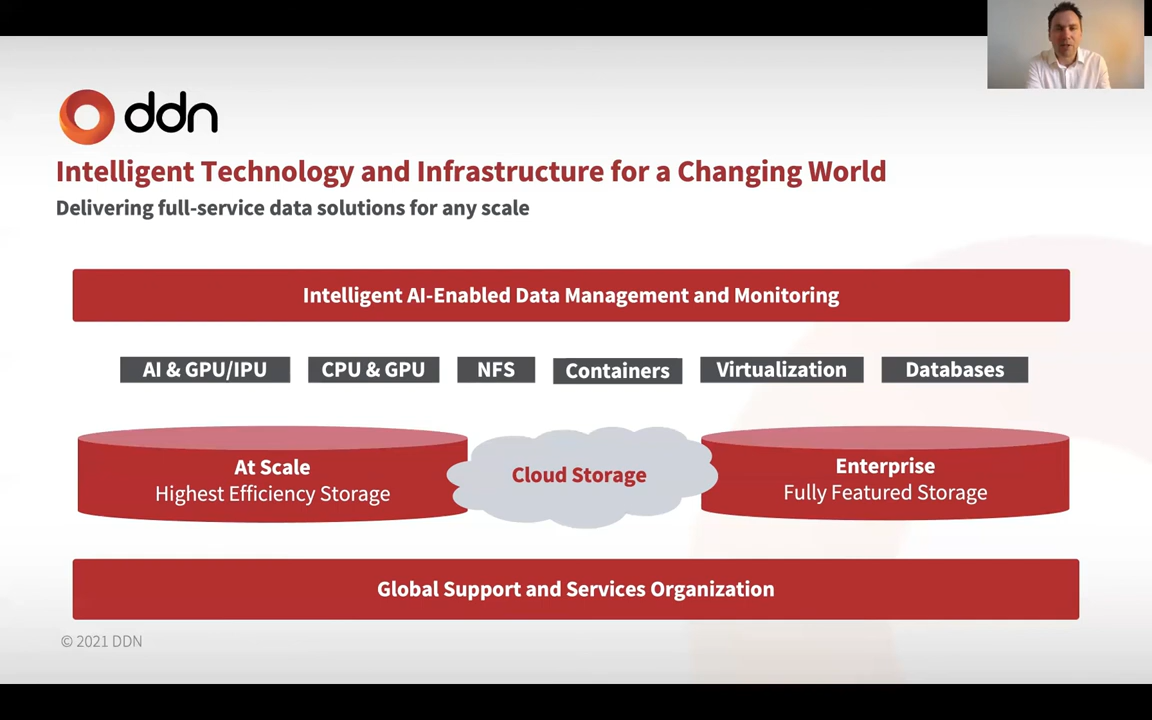 ddn
Intelligent Technology and Infrastructure for a Changing World
Delivering full-service data solutions for any scale
Intelligent AI-Enabled Data Management and Monitoring
AI & GPU/IPU
CPU & GPU
NFS
Containers
Virtualization
Databases
At Scale
Highest Efficiency Storage
Cloud Storage
Enterprise
Fully Featured Storage
Global Support and Services Organization
© 2021 DDN